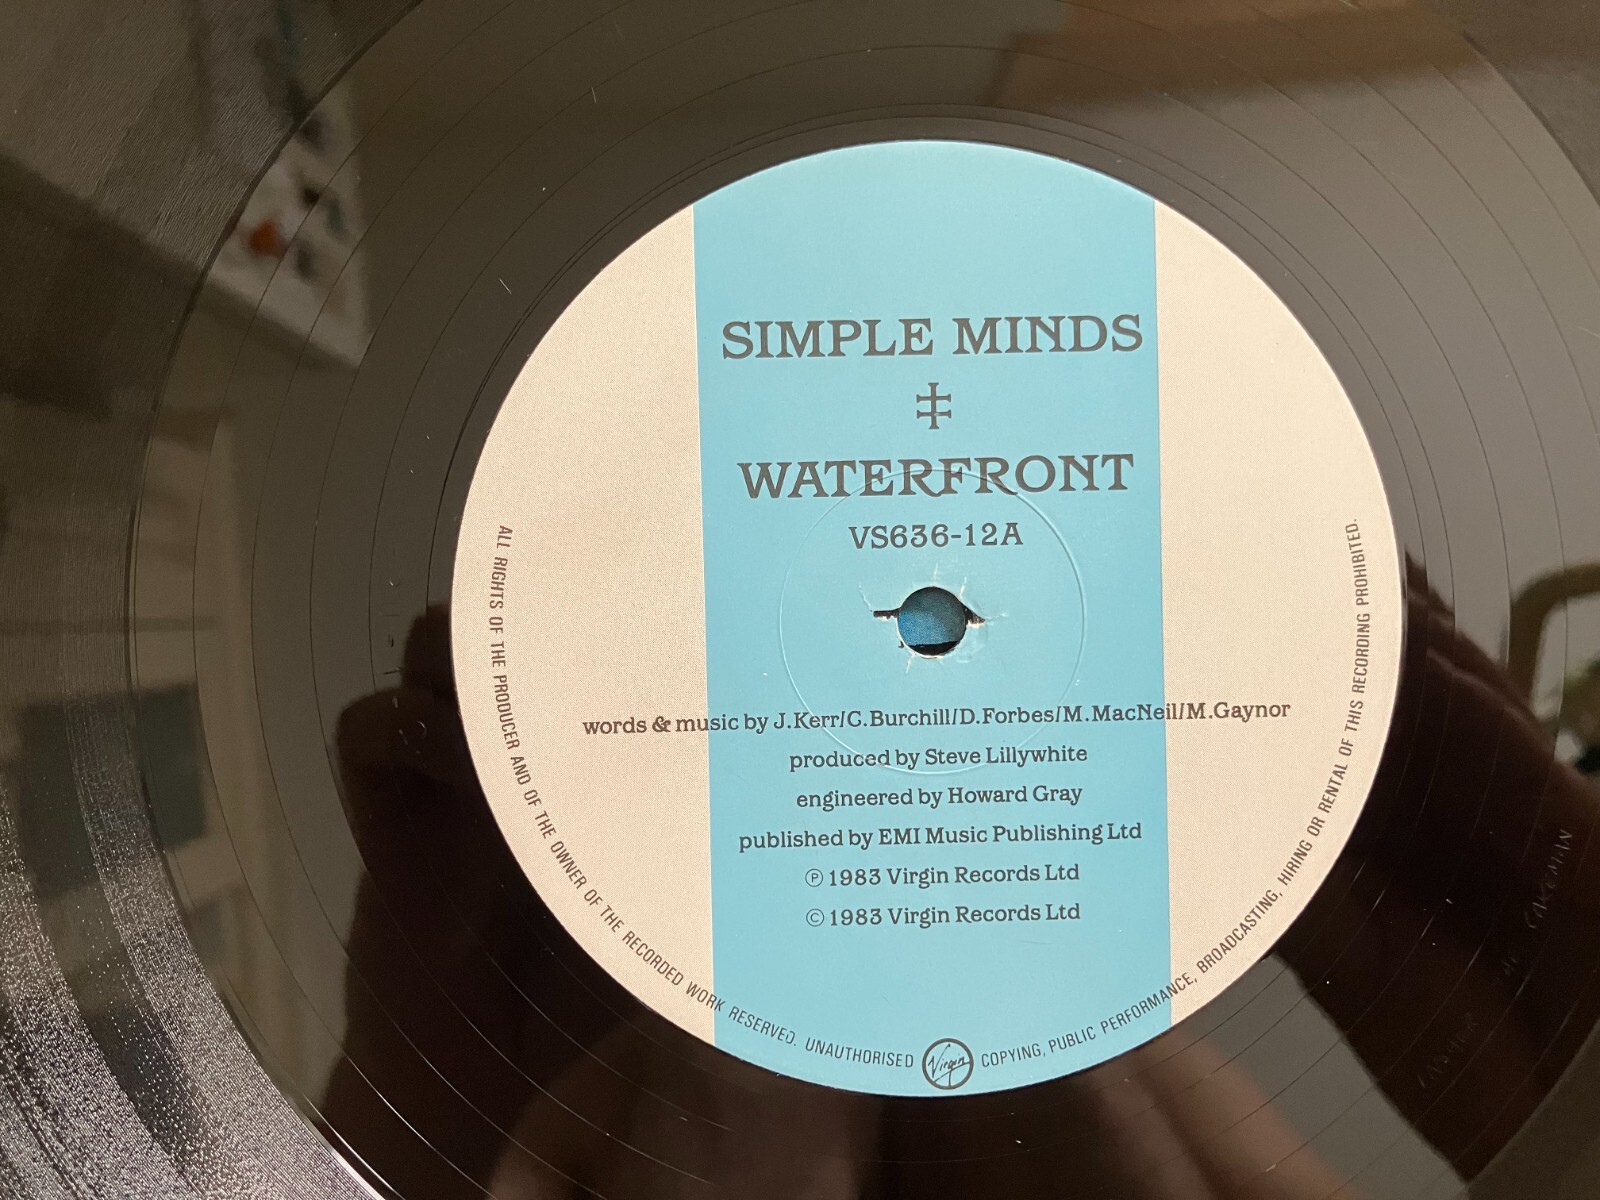 SIMPLE MINDS
‡
WATERFRONT
VS636-12A
words & music by J.Kerr/C.Burchill/D.Forbes/M.MacNeil/M.Gaynor
produced by Steve Lillywhite
engineered by Howard Gray
published by EMI Music Publishing Ltd
℗ 1983 Virgin Records Ltd
© 1983 Virgin Records Ltd
ALL RIGHTS OF THE PRODUCER AND OF THE OWNER OF THE RECORDED WORK RESERVED. UNAUTHORISED COPYING, PUBLIC PERFORMANCE, BROADCASTING, HIRING OR RENTAL OF THIS RECORDING PROHIBITED.
Virgin